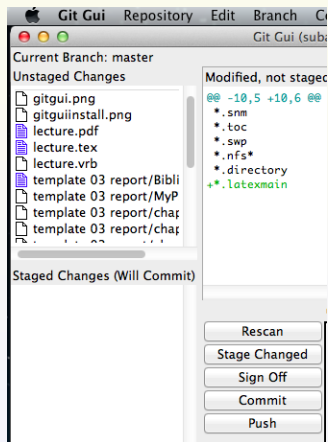 Git Gui Repository Edit Branch
Git Gui (suba
Current Branch: master
Unstaged Changes
gitgui.png
gitguiinstall.png
lecture.pdf
lecture.tex
lecture.vrb
template 03 report/Bibli
template 03 report/MyP
template 03 report/chap
template 03 report/chap
Staged Changes (Will Commit)
Modified, not staged
@@ -10,5 +10,6 @@
*.snm
*.toc
*.swp
*.nfs*
*.directory
+*.latexmain
Rescan
Stage Changed
Sign Off
Commit
Push